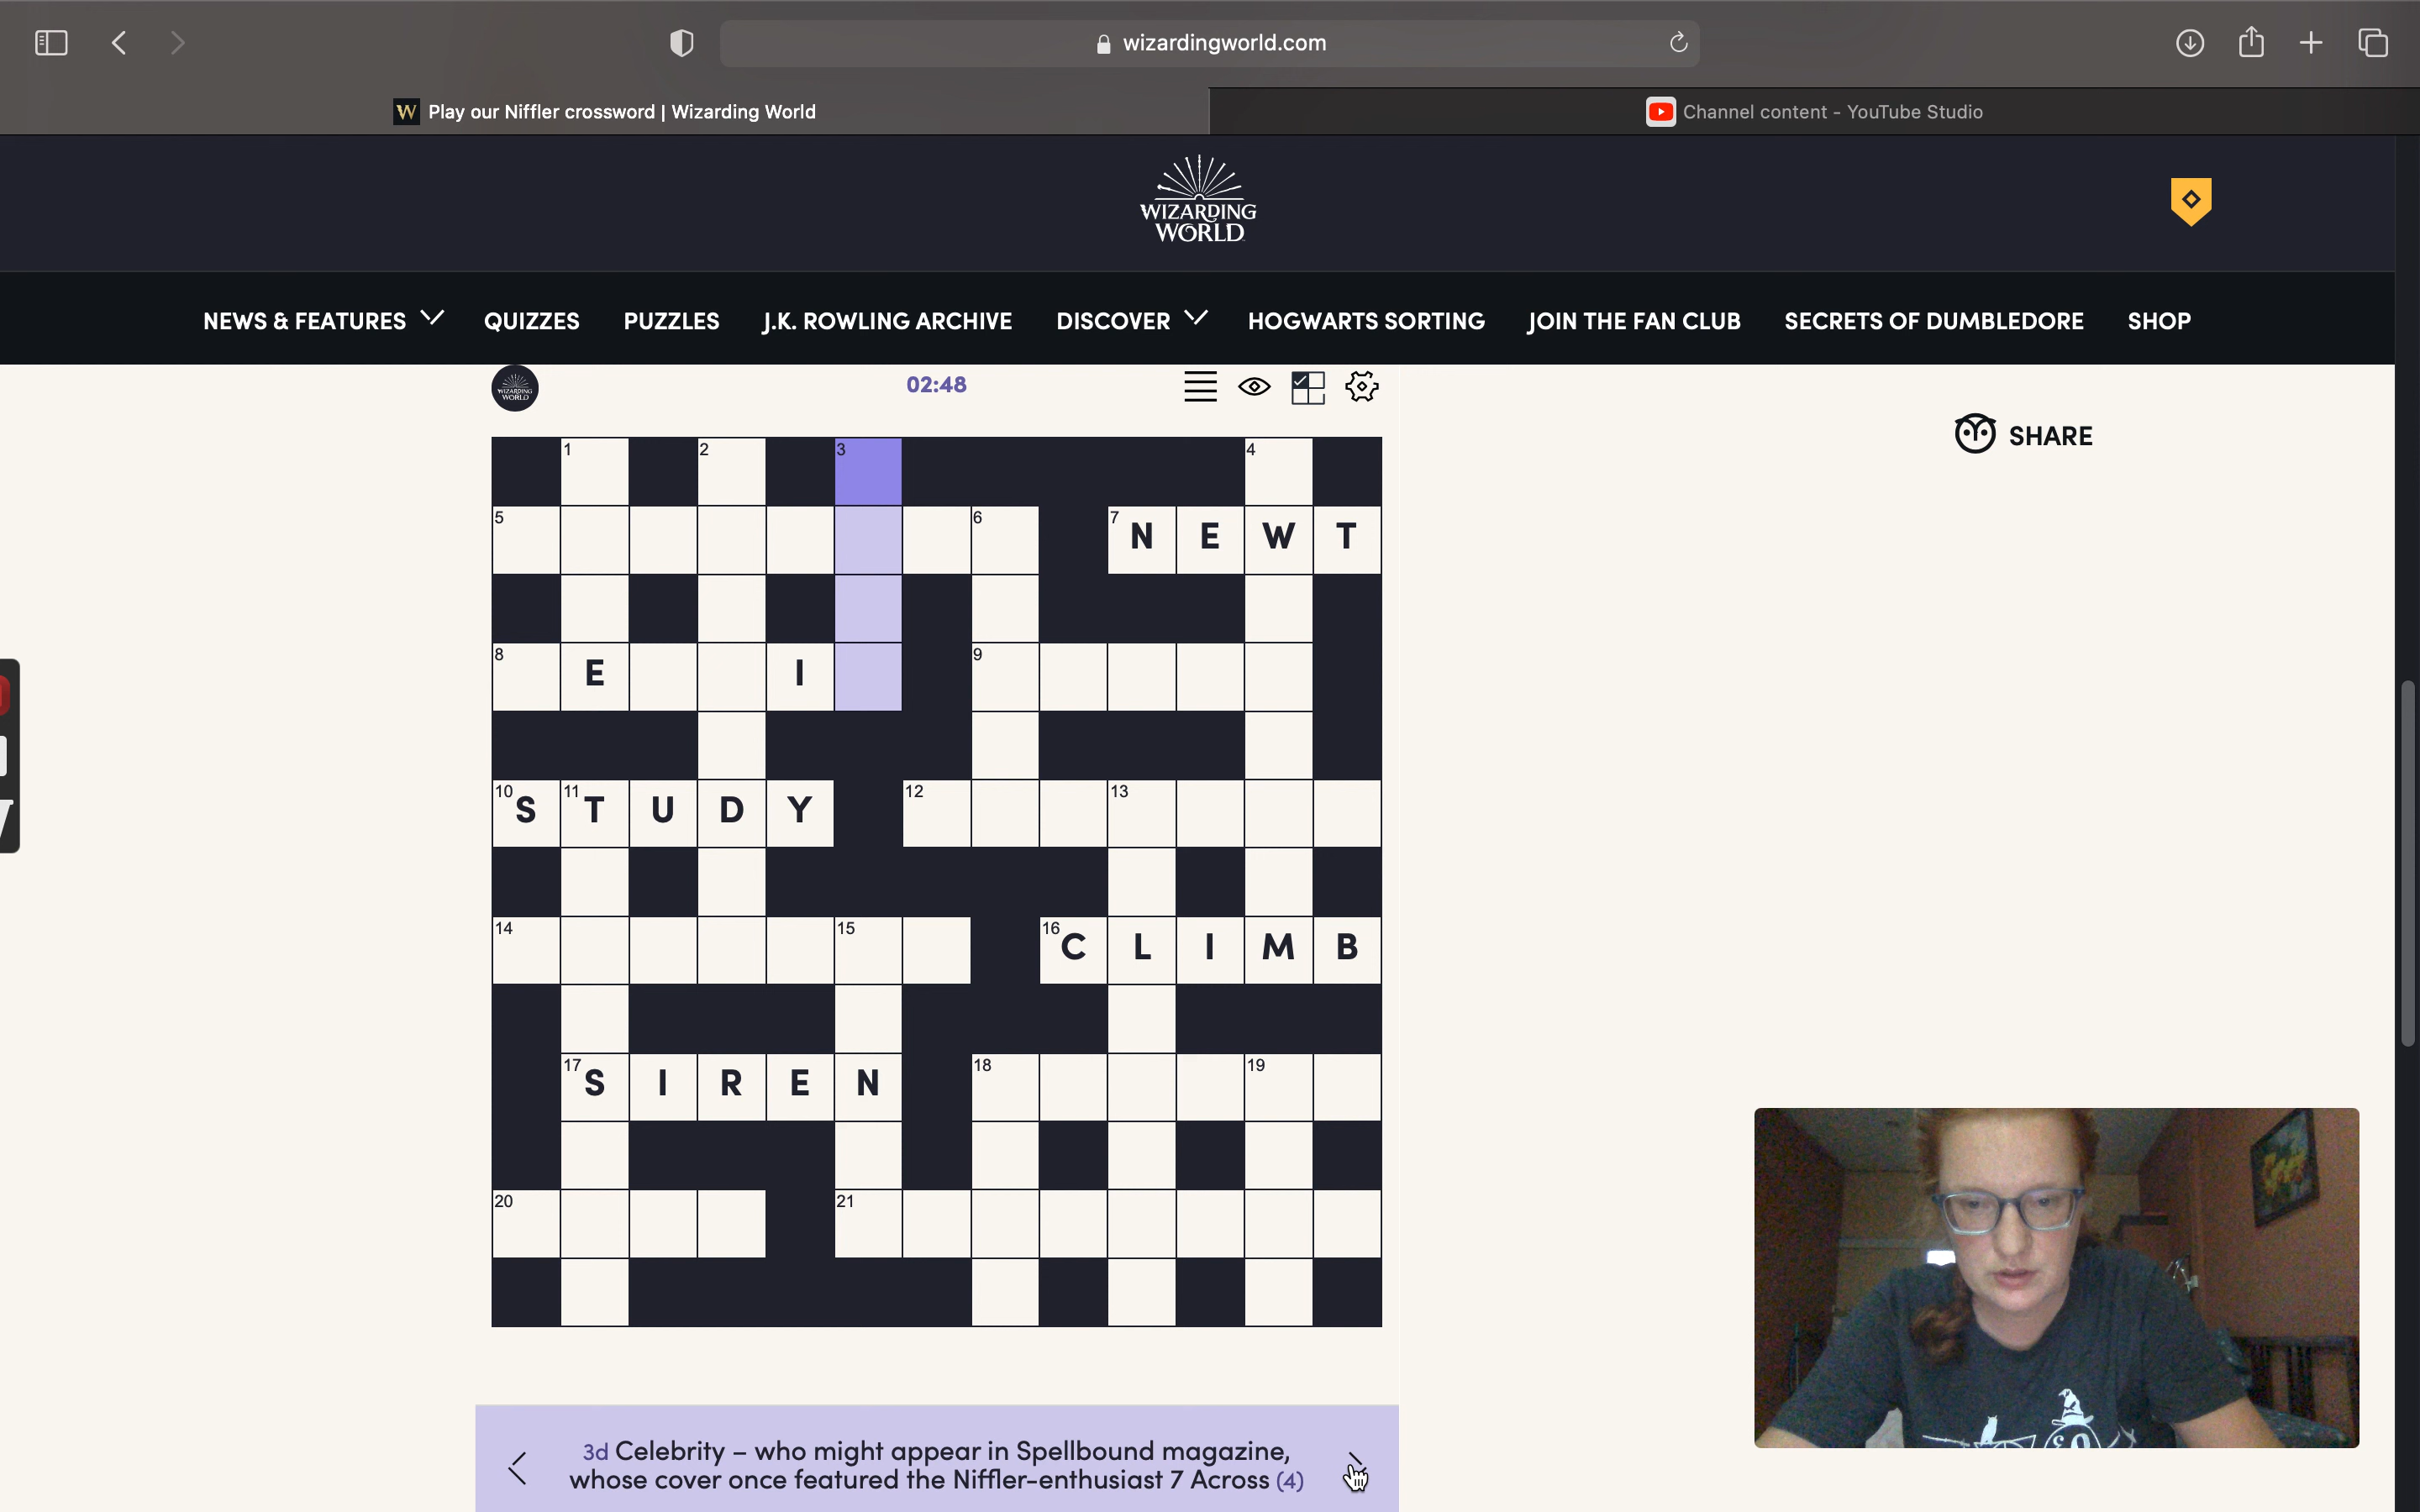 wizardingworld.com
W Play our Niffler crossword | Wizarding World
Channel content - YouTube Studio
WIZARDING
WORLD
NEWS & FEATURES QUIZZES PUZZLES J.K. ROWLING ARCHIVE DISCOVER HOGWARTS SORTING JOIN THE FAN CLUB SECRETS OF DUMBLEDORE SHOP
WIZARDING
WORLD
02:48
SHARE
1 2 3 4
5 6 7 N E W T
8 E I 9
10 S 11 T U D Y 12 13
14 15 16 C L I M B
17 S I R E N 18 19
20 21
3d Celebrity – who might appear in Spellbound magazine,
whose cover once featured the Niffler-enthusiast 7 Across (4)